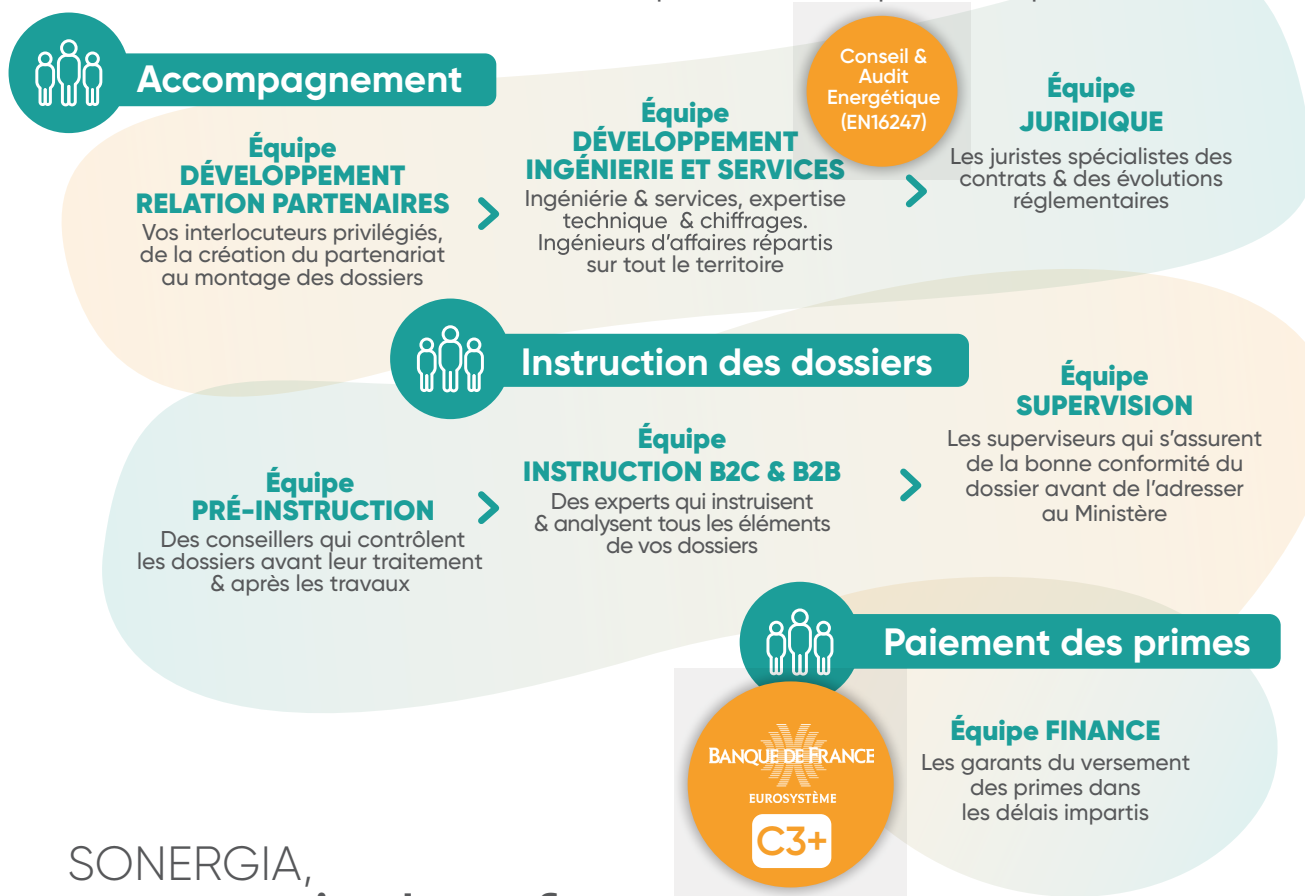 Accompagnement
Équipe
DÉVELOPPEMENT
RELATION PARTENAIRES
Vos interlocuteurs privilégiés,
de la création du partenariat
au montage des dossiers
Équipe
DÉVELOPPEMENT
INGÉNIERIE ET SERVICES
Ingéniérie & services, expertise
technique & chiffrages.
Ingénieurs d'affaires répartis
sur tout le territoire
Conseil &
Audit
Energétique
(EN16247)
Équipe
JURIDIQUE
Les juristes spécialistes des
contrats & des évolutions
réglementaires
Instruction des dossiers
Équipe
PRÉ-INSTRUCTION
Des conseillers qui contrôlent
les dossiers avant leur traitement
& après les travaux
Équipe
INSTRUCTION B2C & B2B
Des experts qui instruisent
& analysent tous les éléments
de vos dossiers
Équipe
SUPERVISION
Les superviseurs qui s'assurent
de la bonne conformité du
dossier avant de l'adresser
au Ministère
Paiement des primes
BANQUE DE FRANCE
EUROSYSTÈME
C3+
Équipe FINANCE
Les garants du versement
des primes dans
les délais impartis
SONERGIA,